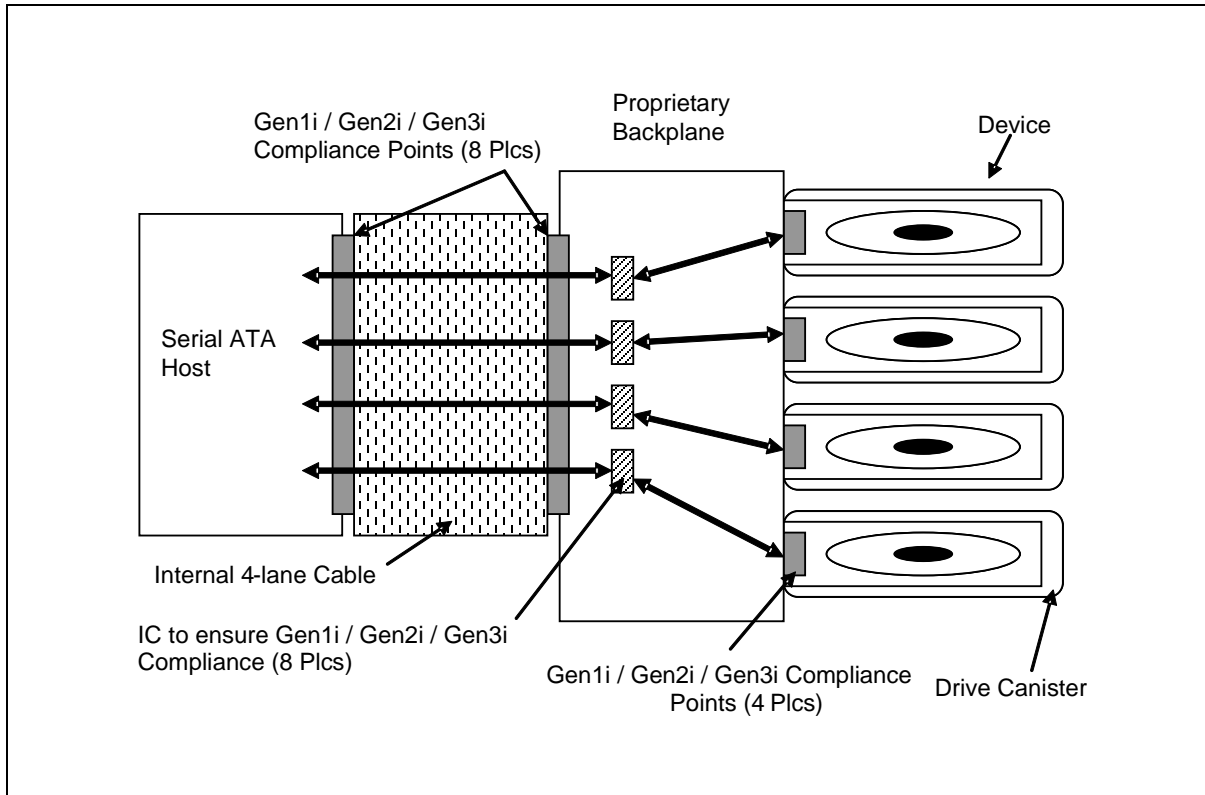 Proprietary
Backplane
Gen1i / Gen2i / Gen3i
Compliance Points (8 Plcs)
Device
Serial ATA
Host
Internal 4-lane Cable
IC to ensure Gen1i / Gen2i / Gen3i
Compliance (8 Plcs)
Gen1i / Gen2i / Gen3i Compliance
Points (4 Plcs)
Drive Canister